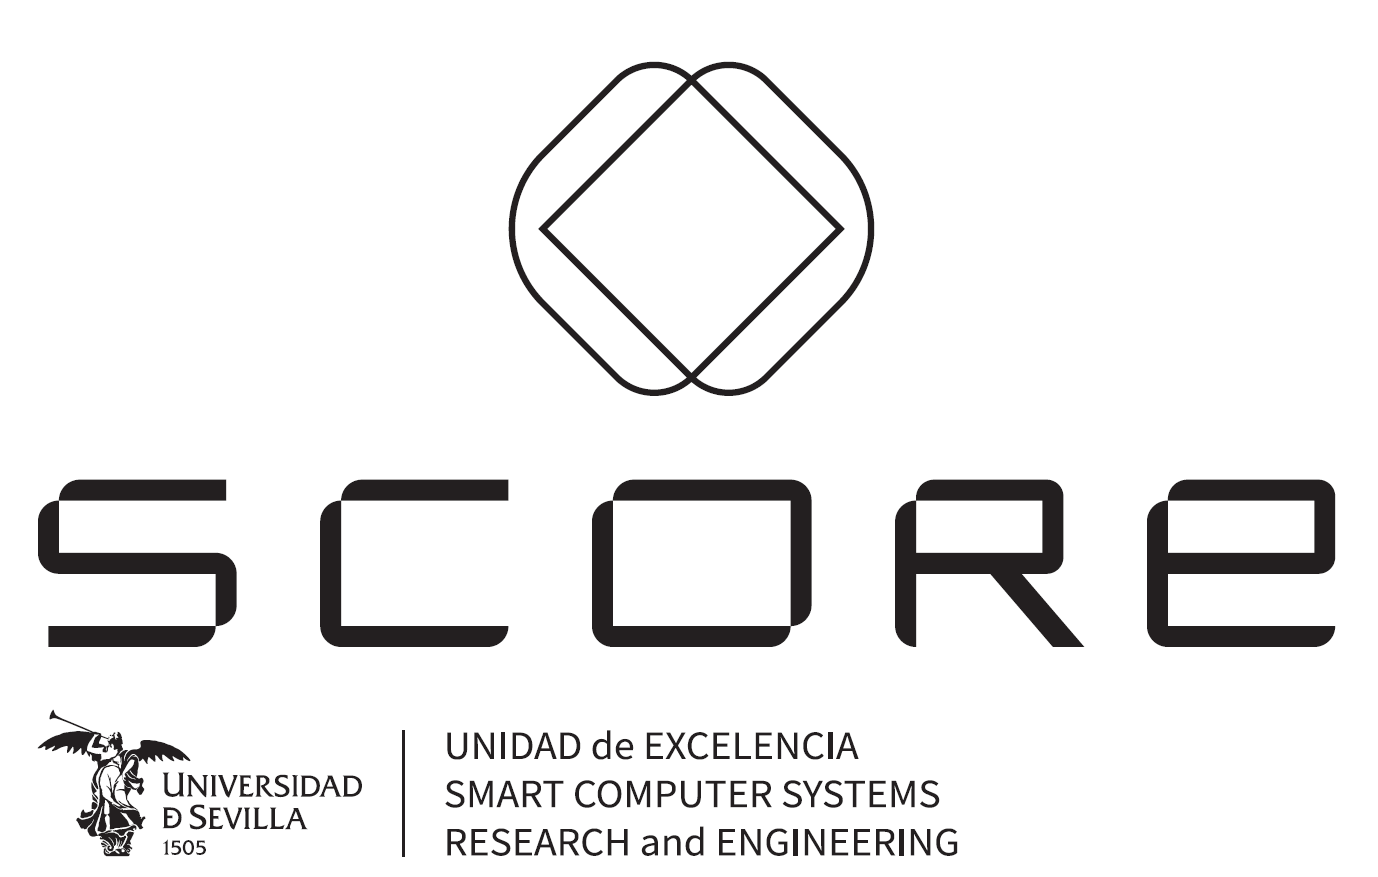 SCORE
UNIVERSIDAD
D SEVILLA
1505
UNIDAD de EXCELENCIA
SMART COMPUTER SYSTEMS
RESEARCH and ENGINEERING